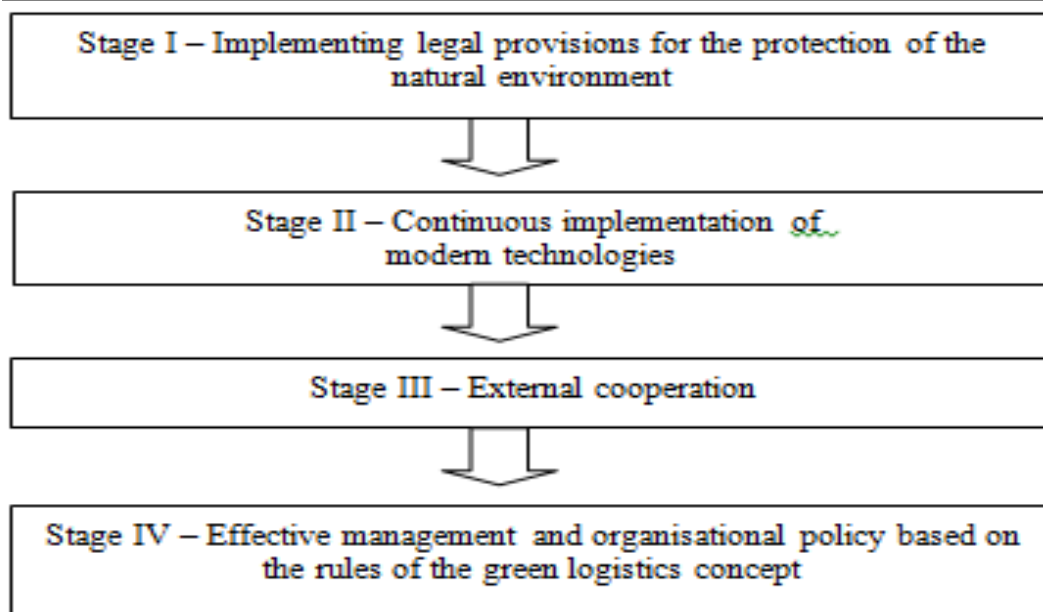 Stage I – Implementing legal provisions for the protection of the
natural environment
Stage II – Continuous implementation of
modern technologies
Stage III – External cooperation
Stage IV – Effective management and organisational policy based on
the rules of the green logistics concept